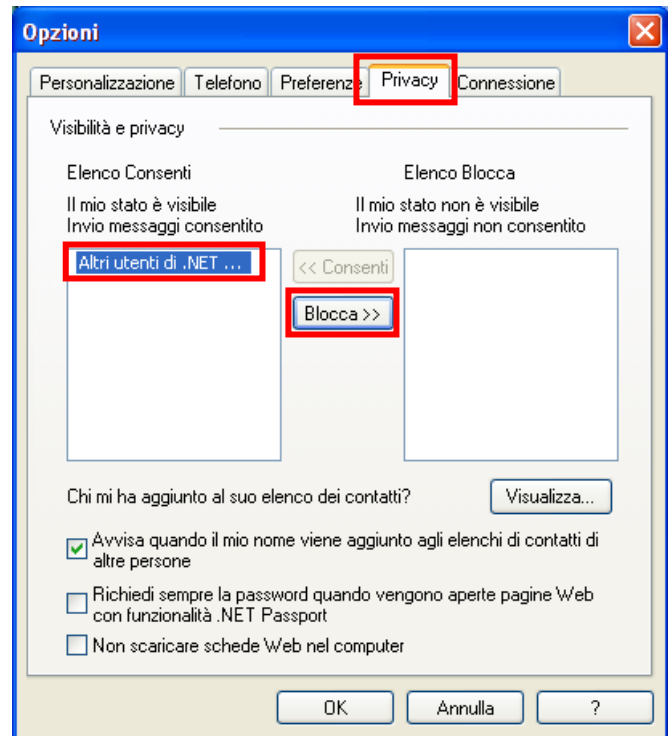 Opzioni
Personalizzazione Telefono Preferenze Privacy Connessione
Visibilità e privacy
Elenco Consenti Elenco Blocca
Il mio stato è visibile Il mio stato non è visibile
Invio messaggi consentito Invio messaggi non consentito
Altri utenti di .NET ...
<< Consenti
Blocca >>
Chi mi ha aggiunto al suo elenco dei contatti? Visualizza...
Avvisa quando il mio nome viene aggiunto agli elenchi di contatti di
altre persone
Richiedi sempre la password quando vengono aperte pagine Web
con funzionalità .NET Passport
Non scaricare schede Web nel computer
OK Annulla ?